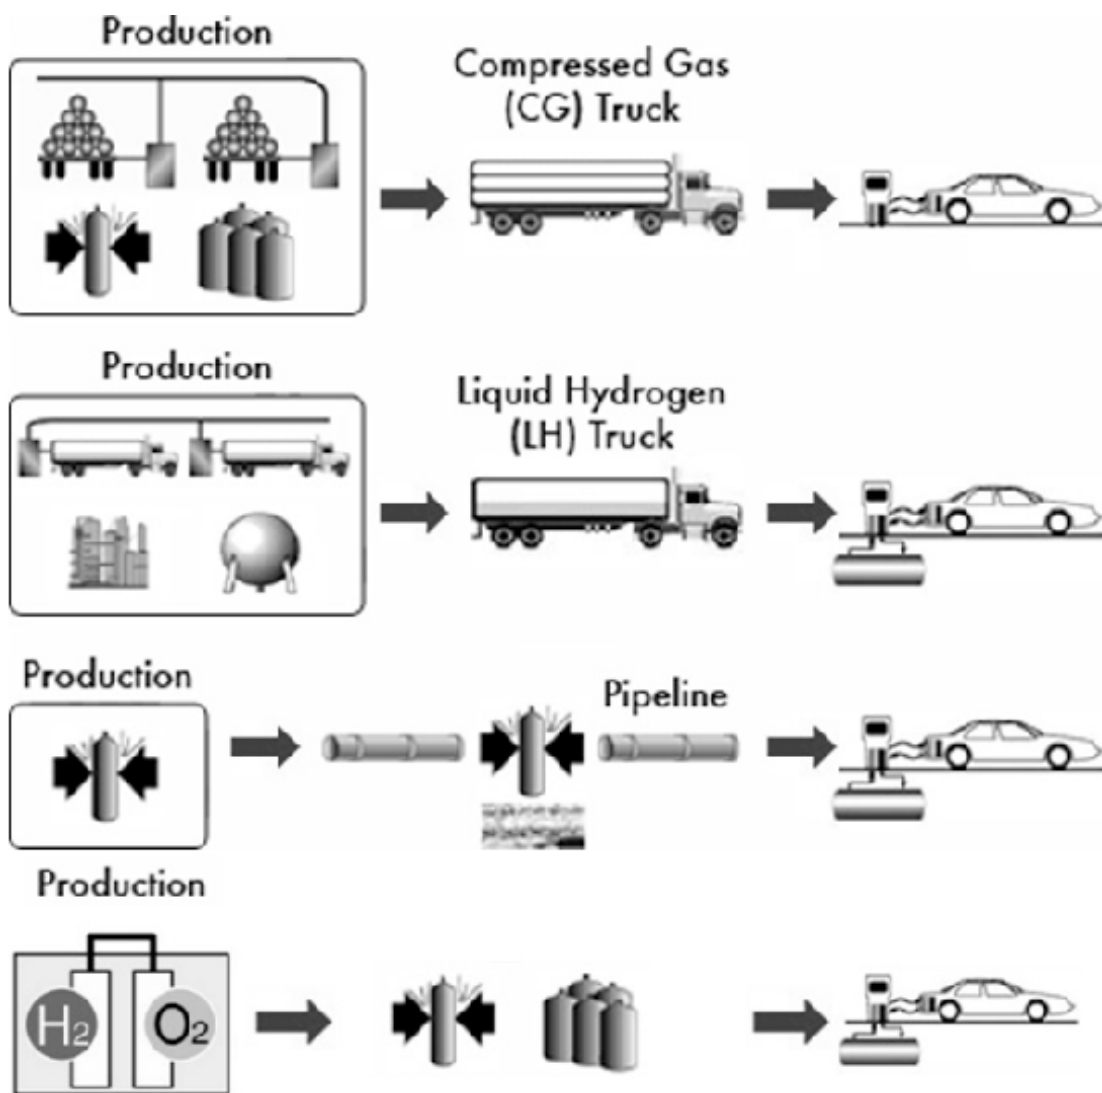 Production
Compressed Gas
(CG) Truck
Production
Liquid Hydrogen
(LH) Truck
Production
Pipeline
Production
H2
O2